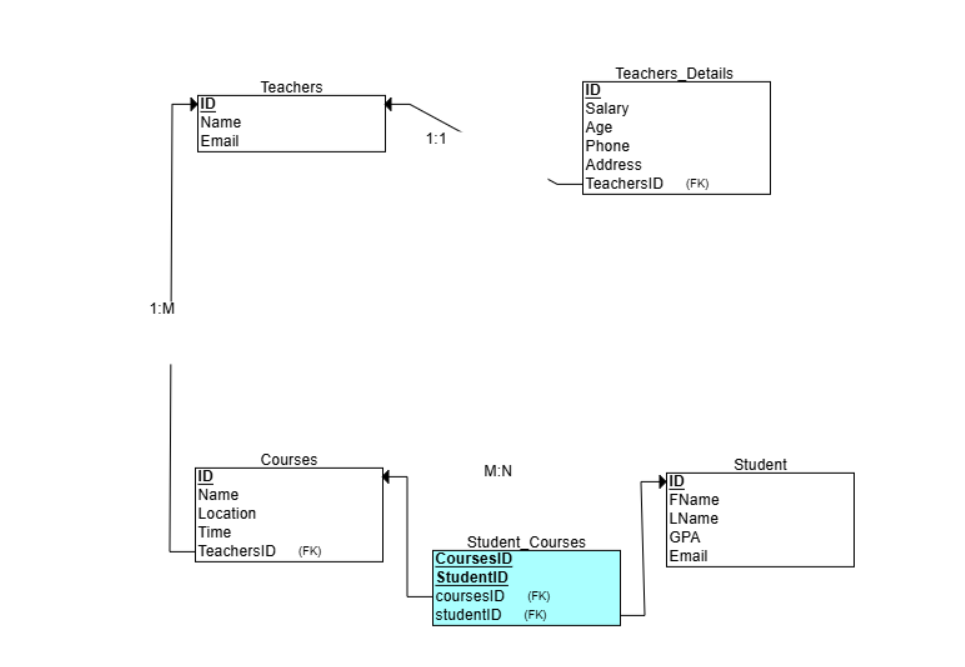 Teachers
ID
Name
Email
1:1
Teachers_Details
ID
Salary
Age
Phone
Address
TeachersID (FK)
1:M
Courses
ID
Name
Location
Time
TeachersID (FK)
M:N
Student_Courses
CoursesID
StudentID
coursesID (FK)
studentID (FK)
Student
ID
FName
LName
GPA
Email